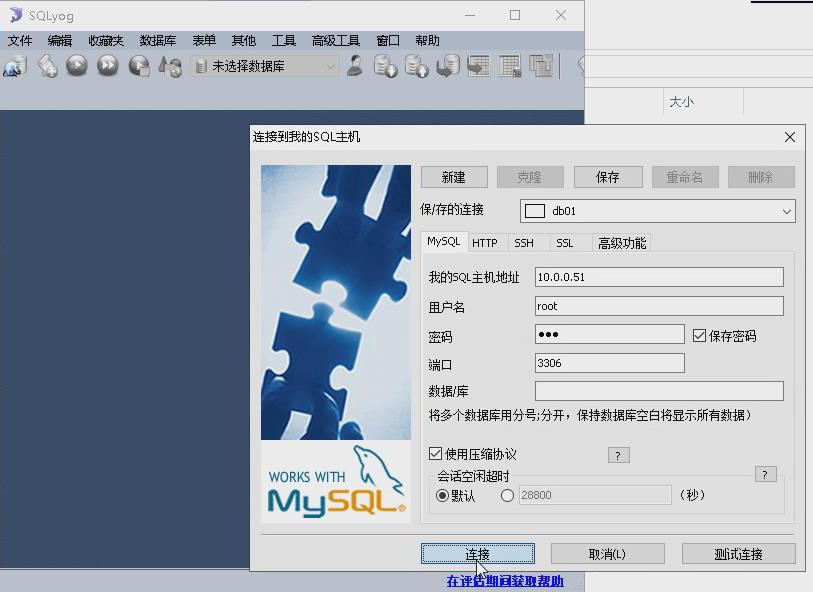 SQLyog
文件 编辑 收藏夹 数据库 表单 其他 工具 高级工具 窗口 帮助
未选择数据库
大小
连接到我的SQL主机
新建 克隆 保存 重命名 删除
保/存的连接 db01
MySQL HTTP SSH SSL 高级功能
我的SQL主机地址 10.0.0.51
用户名 root
密码 ●●● 保存密码
端口 3306
数据/库
将多个数据库用分号;分开，保持数据库空白将显示所有数据）
使用压缩协议 ?
会话空闲超时 ?
默认 28800 （秒）
WORKS WITH
MySQL®
连接 取消(L) 测试连接
在评估期间获取帮助